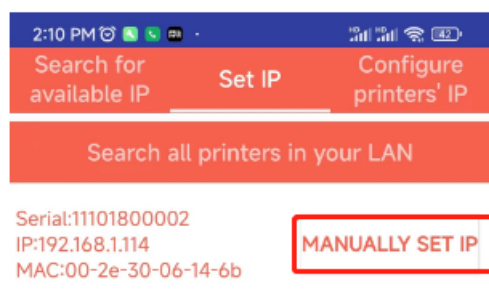 2:10 PM
42
Search for
available IP
Set IP
Configure
printers' IP
Search all printers in your LAN
Serial:11101800002
IP:192.168.1.114
MAC:00-2e-30-06-14-6b
MANUALLY SET IP